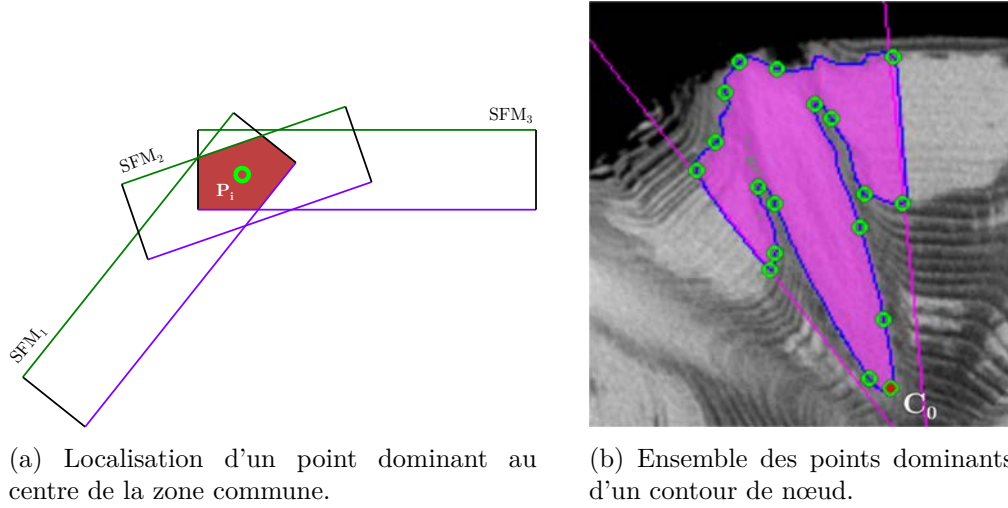 SFM₃
SFM₂
Pᵢ
SFM₁
C₀
(a) Localisation d'un point dominant au
centre de la zone commune.
(b) Ensemble des points dominants
d'un contour de nœud.